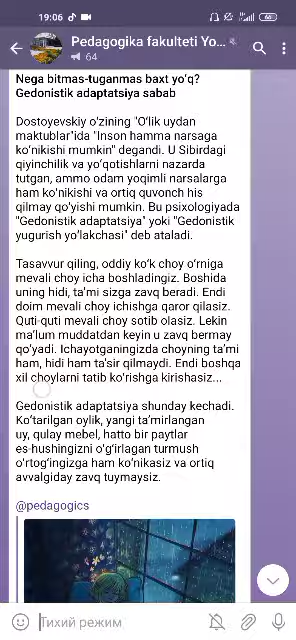 19:06
60
Pedagogika fakulteti Yo...
64
Nega bitmas-tuganmas baxt yo‘q?
Gedonistik adaptatsiya sabab
Dostoyevskiy o‘zining "O‘lik uydan
maktublar"ida "Inson hamma narsaga
ko‘nikishi mumkin" degandi. U Sibirdagi
qiyinchilik va yo‘qotishlarni nazarda
tutgan, ammo odam yoqimli narsalarga
ham ko‘nikishi va ortiq quvonch his
qilmay qo‘yishi mumkin. Bu psixologiyada
"Gedonistik adaptatsiya" yoki "Gedonistik
yugurish yo‘lakchasi" deb ataladi.
Tasavvur qiling, oddiy ko‘k choy o‘rniga
mevali choy icha boshladingiz. Boshida
uning hidi, ta’mi sizga zavq beradi. Endi
doim mevali choy ichishga qaror qilasiz.
Quti-quti mevali choy sotib olasiz. Lekin
ma’lum muddatdan keyin u zavq bermay
qo‘yadi. Ichayotganingizda choyning ta’mi
ham, hidi ham ta’sir qilmaydi. Endi boshqa
xil choylarni tatib ko‘rishga kirishasiz...
Gedonistik adaptatsiya shunday kechadi.
Ko‘tarilgan oylik, yangi ta’mirlangan
uy, qulay mebel, hatto bir paytlar
es-hushingizni o‘g‘irlagan turmush
o‘rtog‘ingizga ham ko‘nikasiz va ortiq
avvalgiday zavq tuymaysiz.
@pedagogics
Тихий режим